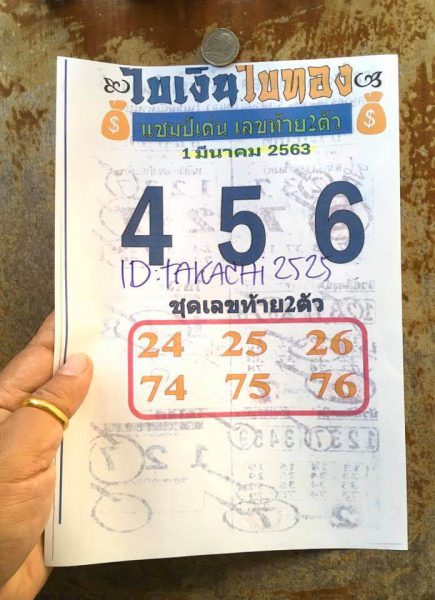 ใบเงินใบทอง
แชมป์เด่น เลขท้าย2ตัว
1 มีนาคม 2563
4 5 6
ID:TAKACHi 2525
ชุดเลขท้าย2ตัว
24 25 26
74 75 76